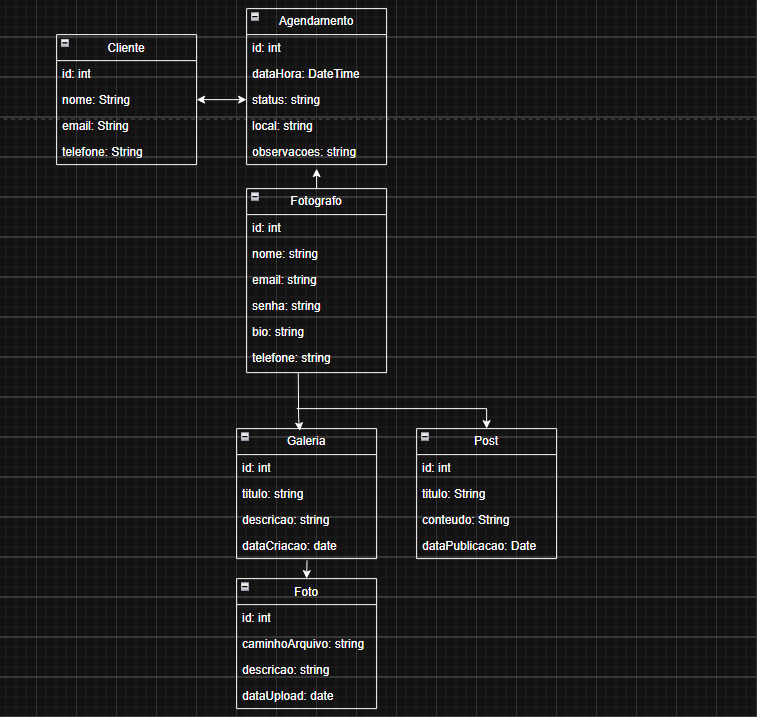 Cliente
id: int
nome: String
email: String
telefone: String
Agendamento
id: int
dataHora: DateTime
status: string
local: string
observacoes: string
Fotografo
id: int
nome: string
email: string
senha: string
bio: string
telefone: string
Galeria
id: int
titulo: string
descricao: string
dataCriacao: date
Post
id: int
titulo: String
conteudo: String
dataPublicacao: Date
Foto
id: int
caminhoArquivo: string
descricao: string
dataUpload: date